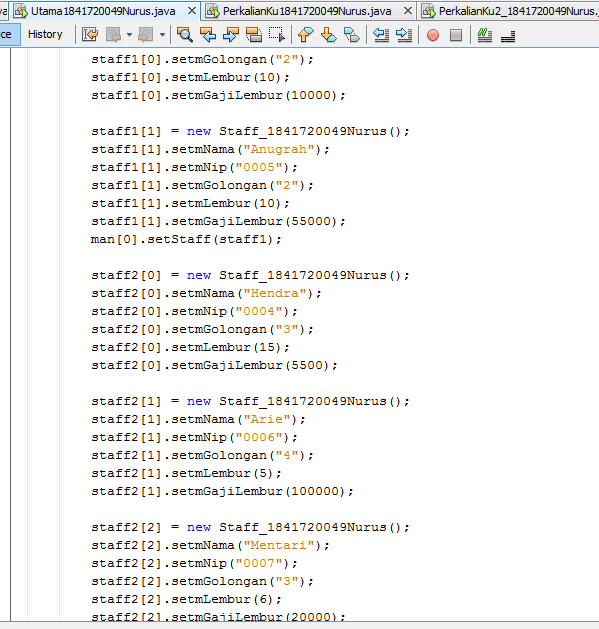 va
Utama1841720049Nurus.java
PerkalianKu1841720049Nurus.java
PerkalianKu2_1841720049Nurus.
ce
History
staff1[0].setmGolongan("2");
staff1[0].setmLembur(10);
staff1[0].setmGajiLembur(10000);
staff1[1] = new Staff_1841720049Nurus();
staff1[1].setmNama("Anugrah");
staff1[1].setmNip("0005");
staff1[1].setmGolongan("2");
staff1[1].setmLembur(10);
staff1[1].setmGajiLembur(55000);
man[0].setStaff(staff1);
staff2[0] = new Staff_1841720049Nurus();
staff2[0].setmNama("Hendra");
staff2[0].setmNip("0004");
staff2[0].setmGolongan("3");
staff2[0].setmLembur(15);
staff2[0].setmGajiLembur(5500);
staff2[1] = new Staff_1841720049Nurus();
staff2[1].setmNama("Arie");
staff2[1].setmNip("0006");
staff2[1].setmGolongan("4");
staff2[1].setmLembur(5);
staff2[1].setmGajiLembur(100000);
staff2[2] = new Staff_1841720049Nurus();
staff2[2].setmNama("Mentari");
staff2[2].setmNip("0007");
staff2[2].setmGolongan("3");
staff2[2].setmLembur(6);
staff2[2].setmGajiLembur(20000);